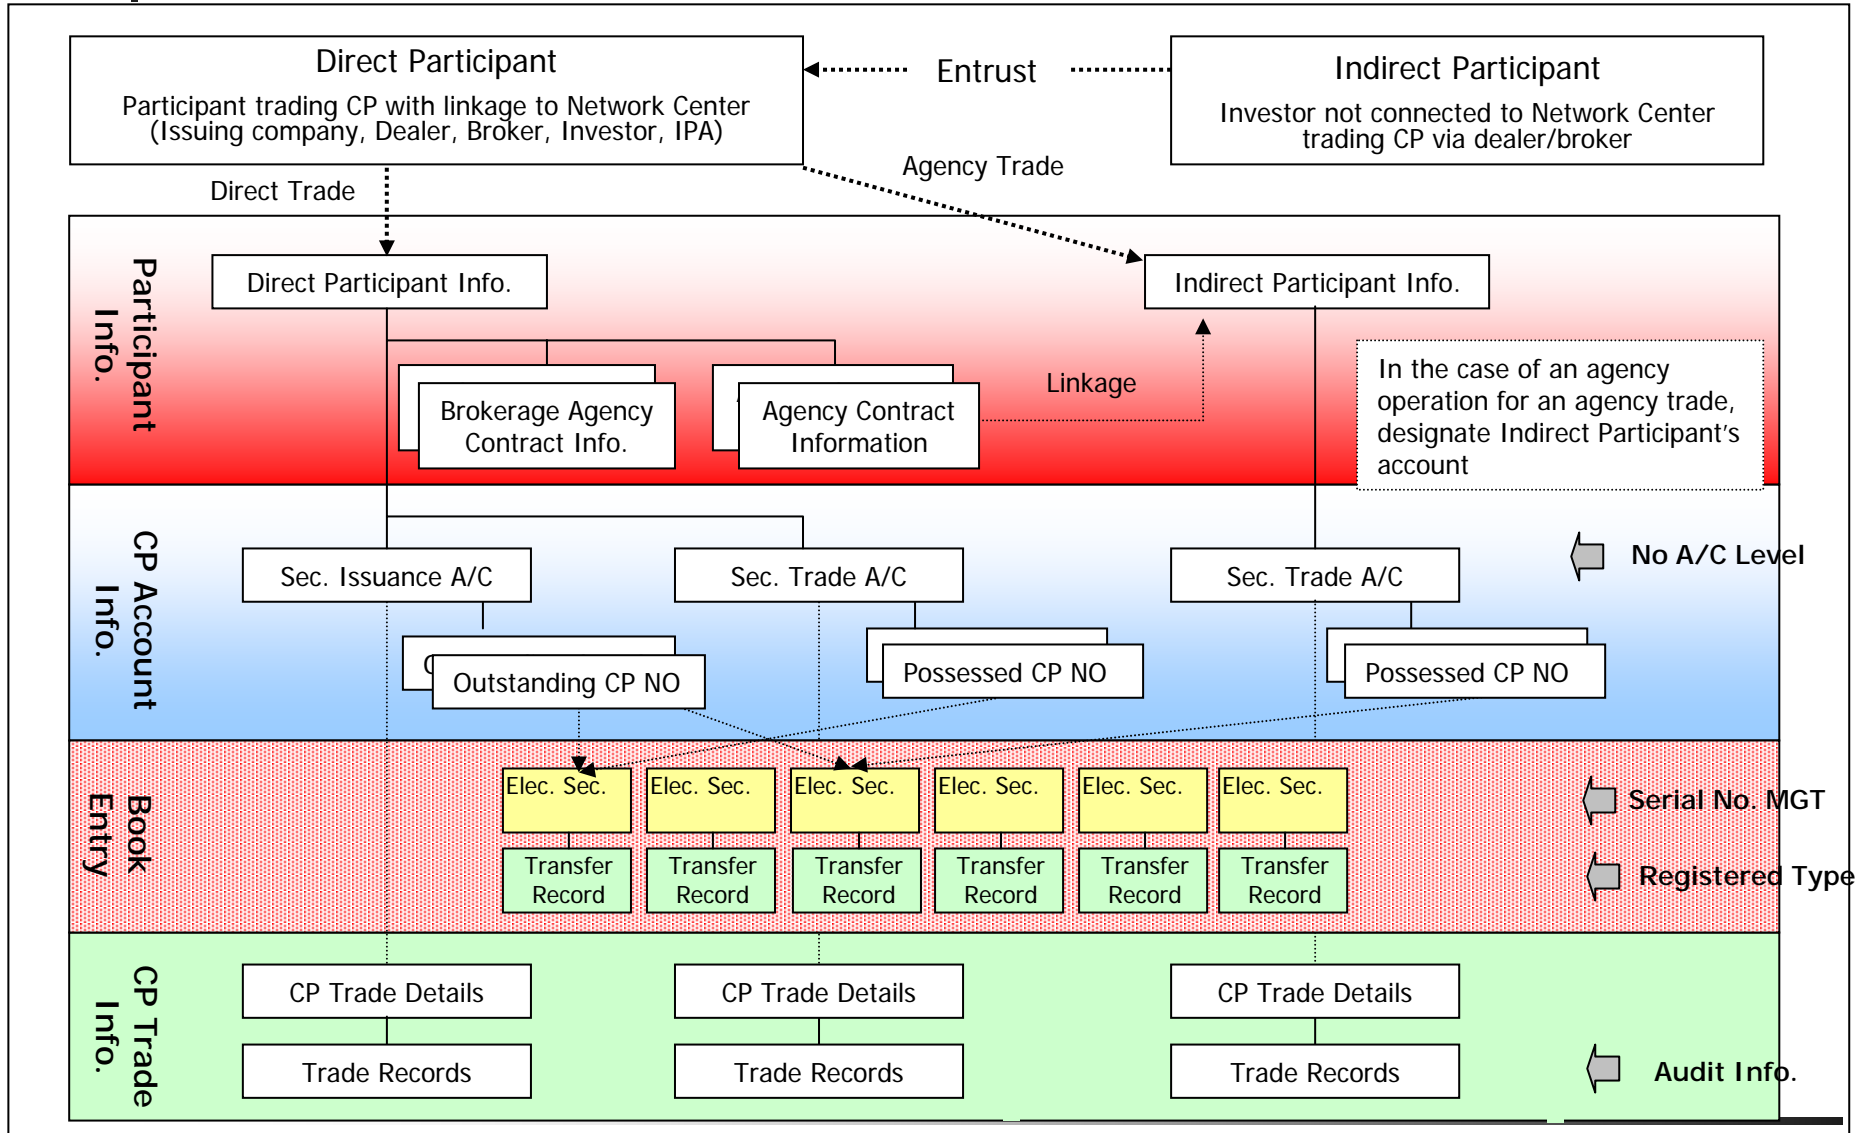 Direct Participant
Participant trading CP with linkage to Network Center
(Issuing company, Dealer, Broker, Investor, IPA)
Entrust
Indirect Participant
Investor not connected to Network Center
trading CP via dealer/broker
Direct Trade
Agency Trade
Participant
Info.
Direct Participant Info.
Indirect Participant Info.
Brokerage Agency
Contract Info.
Agency Contract
Information
Linkage
In the case of an agency
operation for an agency trade,
designate Indirect Participant's
account
CP Account
Info.
Sec. Issuance A/C
Sec. Trade A/C
Sec. Trade A/C
No A/C Level
Outstanding CP NO
Possessed CP NO
Possessed CP NO
Book
Entry
Elec. Sec.
Elec. Sec.
Elec. Sec.
Elec. Sec.
Elec. Sec.
Elec. Sec.
Serial No. MGT
Transfer
Record
Transfer
Record
Transfer
Record
Transfer
Record
Transfer
Record
Transfer
Record
Registered Type
CP Trade
Info.
CP Trade Details
CP Trade Details
CP Trade Details
Trade Records
Trade Records
Trade Records
Audit Info.